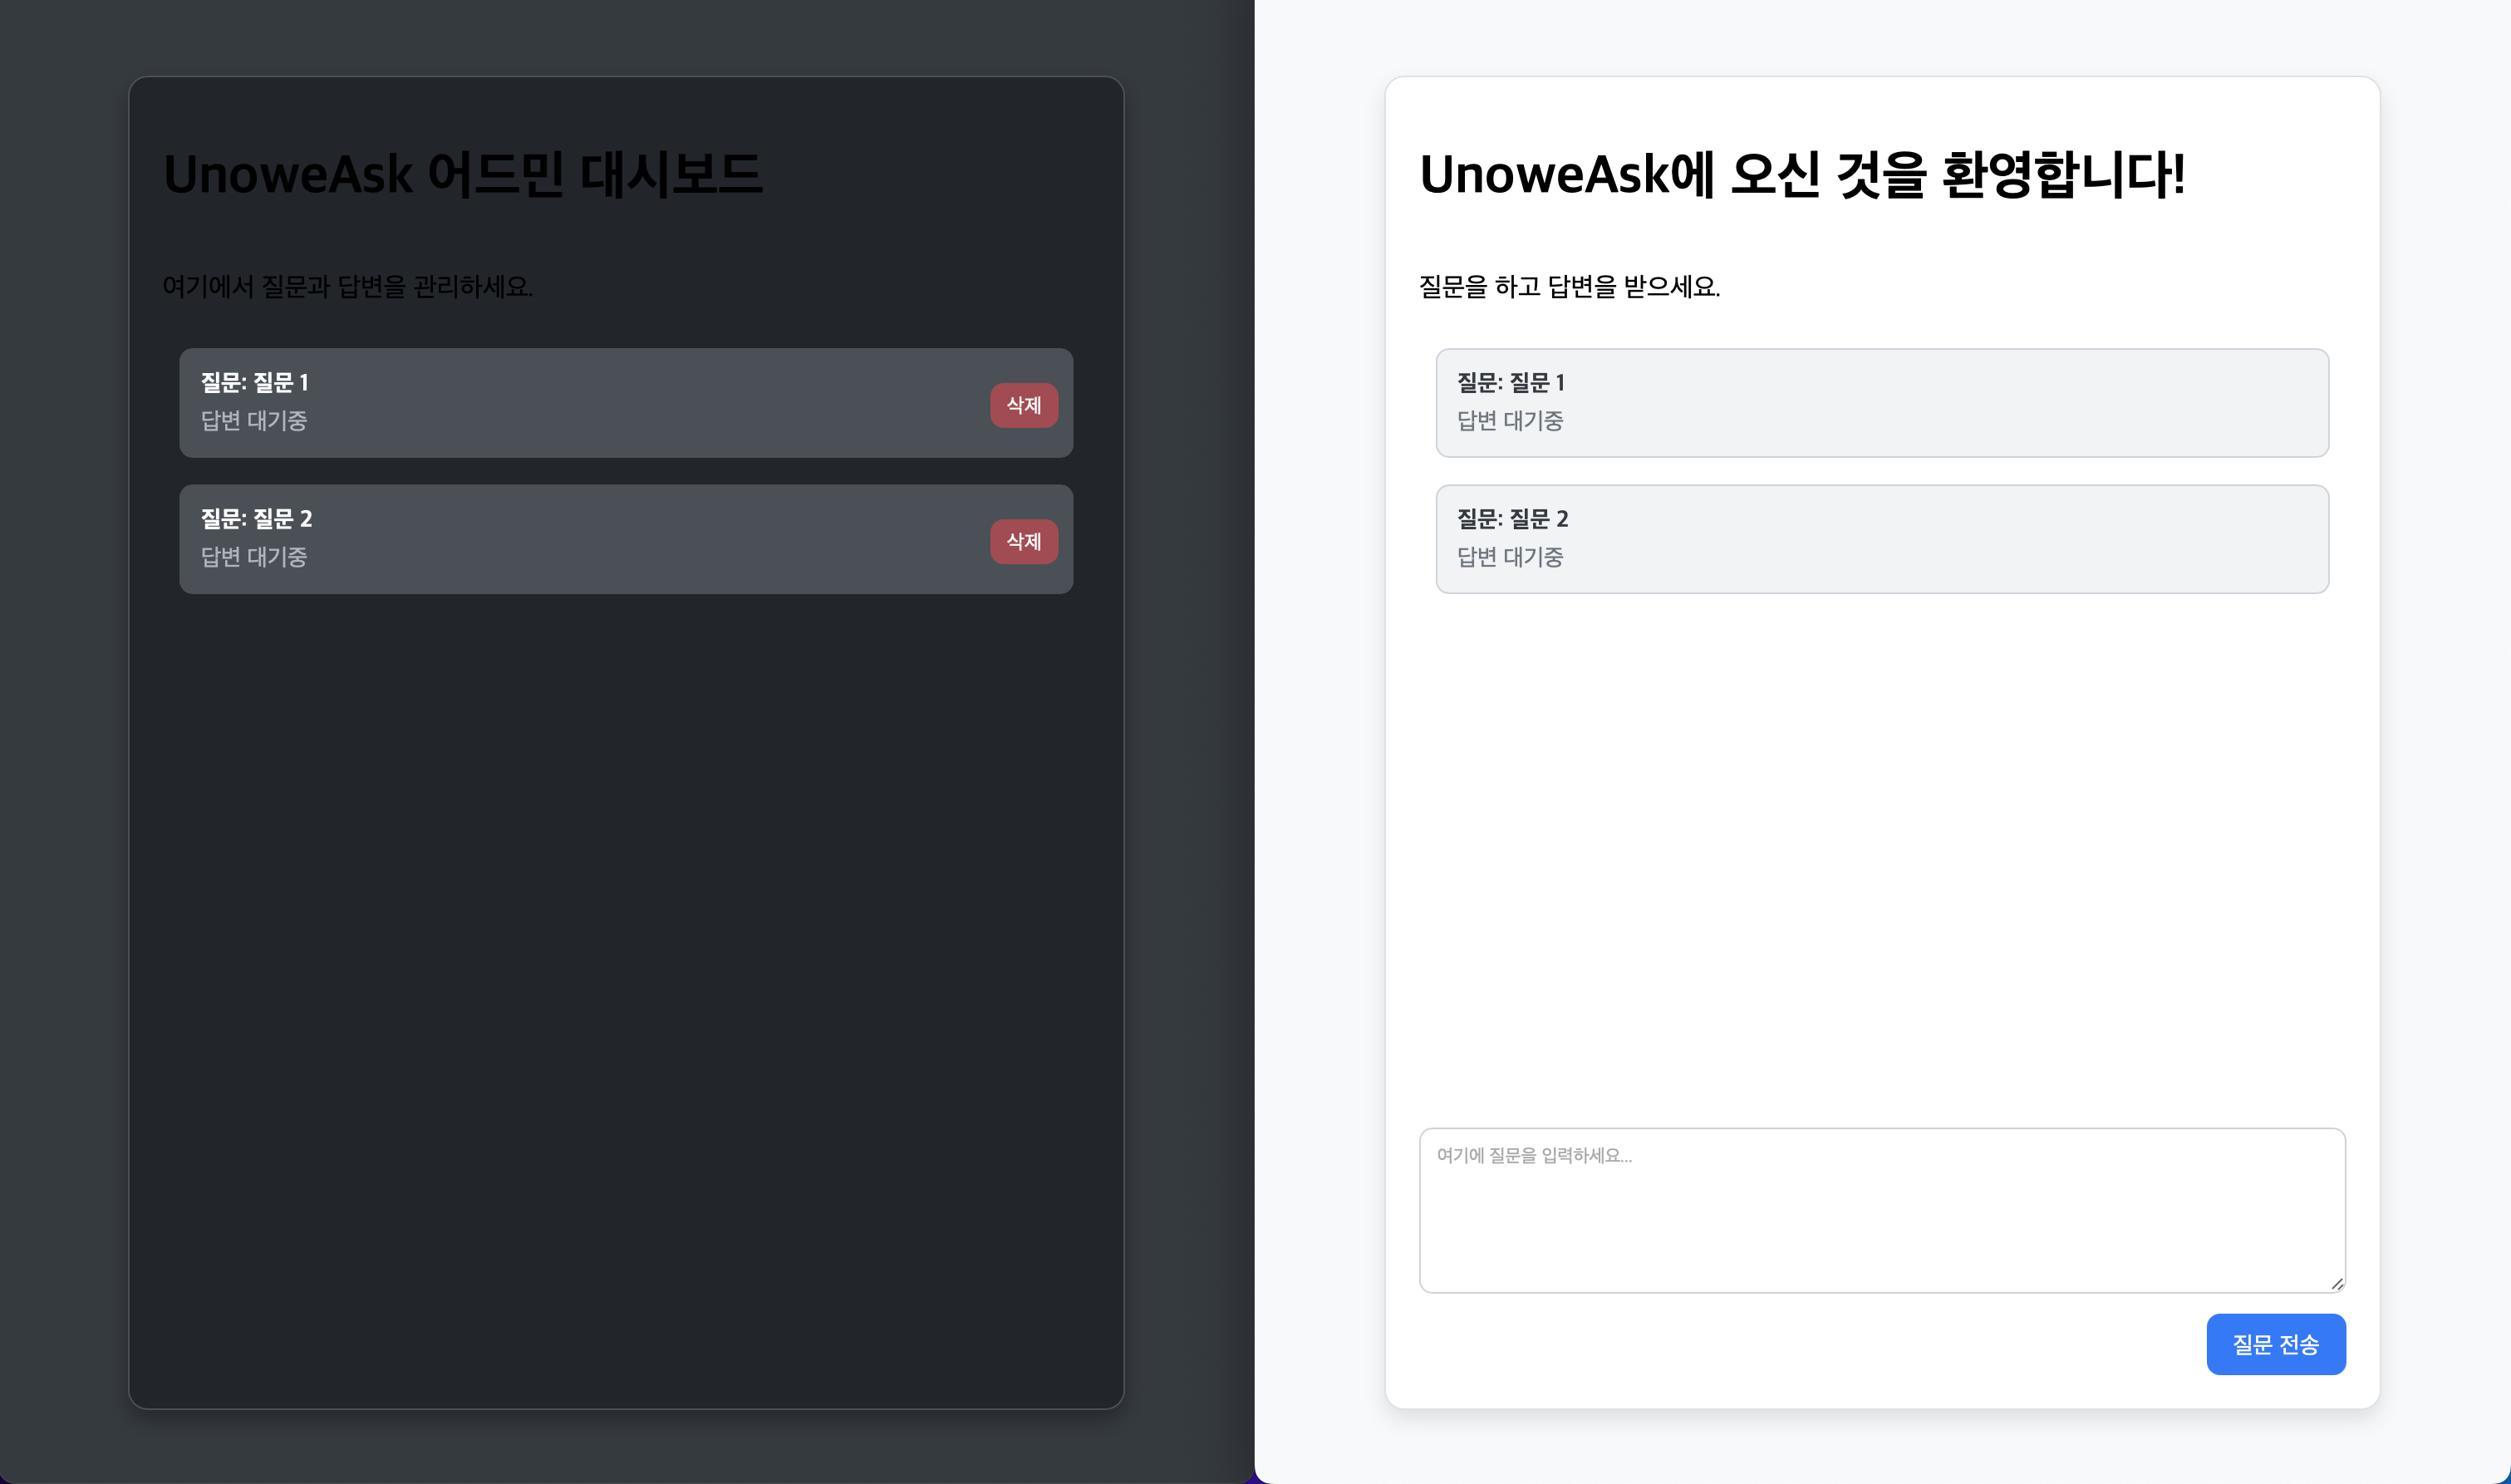 UnoweAsk 어드민 대시보드
여기에서 질문과 답변을 관리하세요.
질문: 질문 1
답변 대기중
삭제
질문: 질문 2
답변 대기중
삭제
UnoweAsk에 오신 것을 환영합니다!
질문을 하고 답변을 받으세요.
질문: 질문 1
답변 대기중
질문: 질문 2
답변 대기중
여기에 질문을 입력하세요...
질문 전송